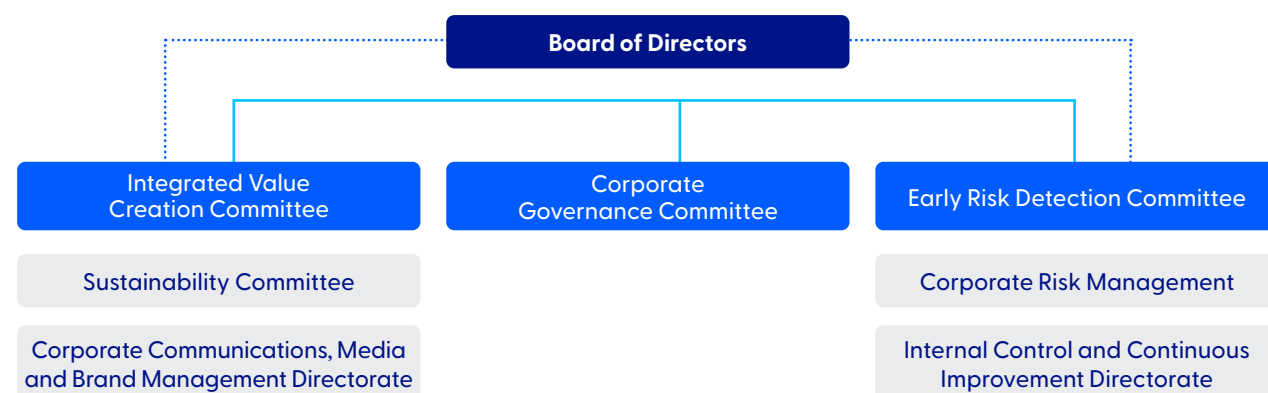 Board of Directors
Integrated Value
Creation Committee
Corporate
Governance Committee
Early Risk Detection Committee
Sustainability Committee
Corporate Risk Management
Corporate Communications, Media
and Brand Management Directorate
Internal Control and Continuous
Improvement Directorate